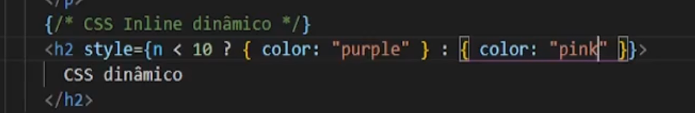 </p>
{/* CSS Inline dinâmico */}
<h2 style={n < 10 ? { color: "purple" } : { color: "pink" }}>
CSS dinâmico
</h2>